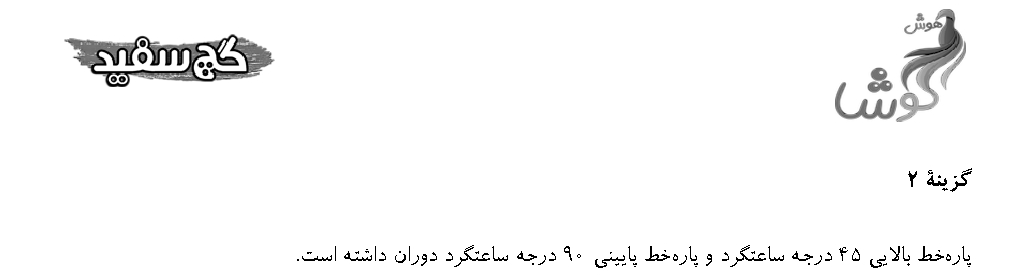 هوش
گوشا
گچ سفید
گزینهٔ ۲
پاره‌خط بالایی ۴۵ درجه ساعتگرد و پاره‌خط پایینی ۹۰ درجه ساعتگرد دوران داشته است.